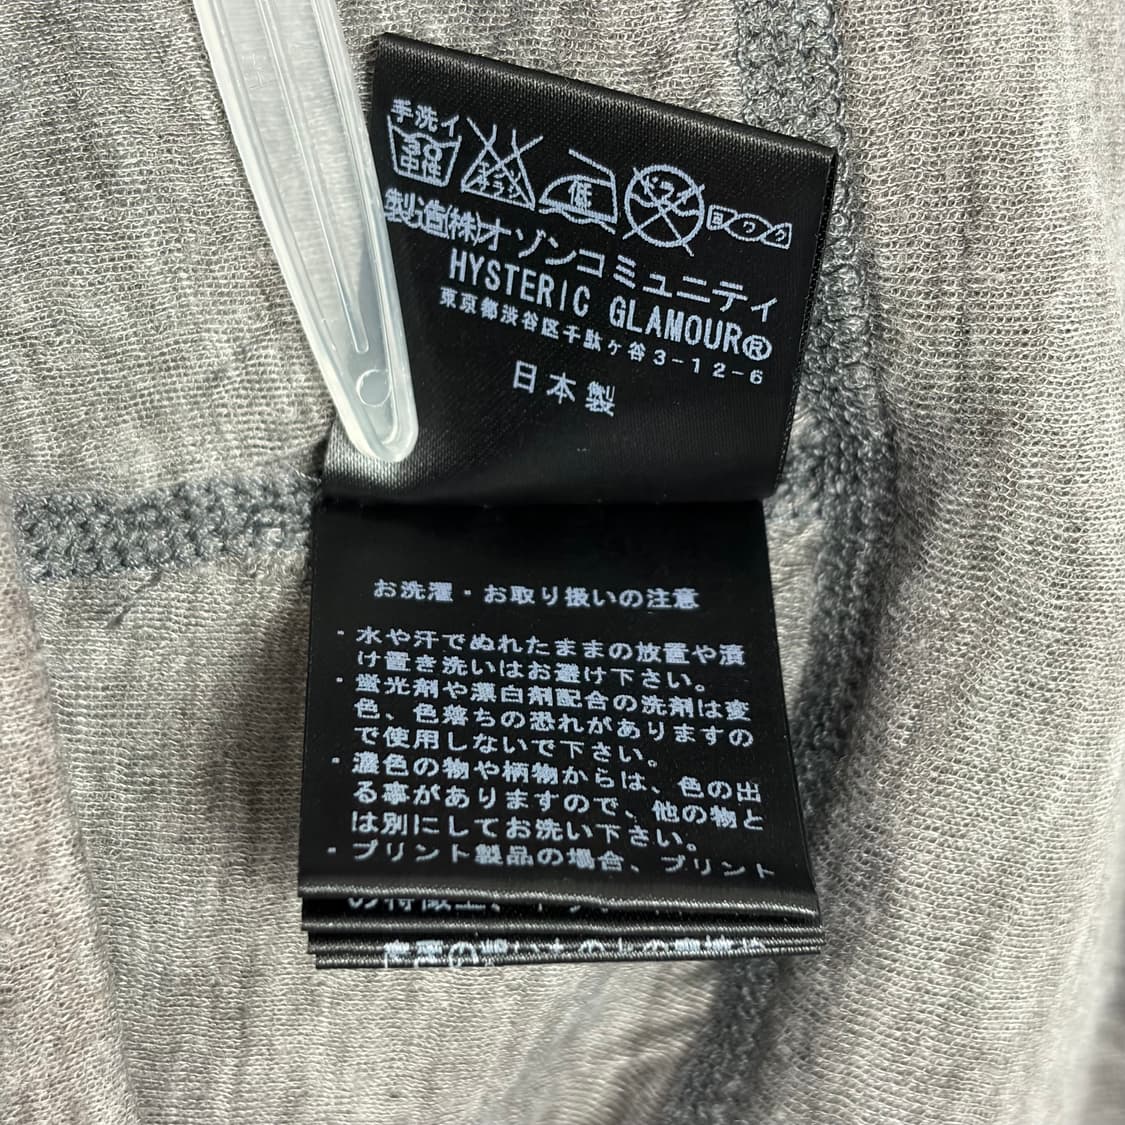 手洗イ
30
中性
エンソサラシ
低
ドライ
ヨワク
製造(株)オゾンコミュニティ
HYSTERIC GLAMOUR®
東京都渋谷区千駄ヶ谷3-12-6
日本製
お洗濯・お取り扱いの注意
・水や汗でぬれたままの放置や漬
け置き洗いはお避け下さい。
・蛍光剤や漂白剤配合の洗剤は変
色、色落ちの恐れがありますの
で使用しないで下さい。
・濃色の物や柄物からは、色の出
る事がありますので、他の物と
は別にしてお洗い下さい。
・プリント製品の場合、プリント